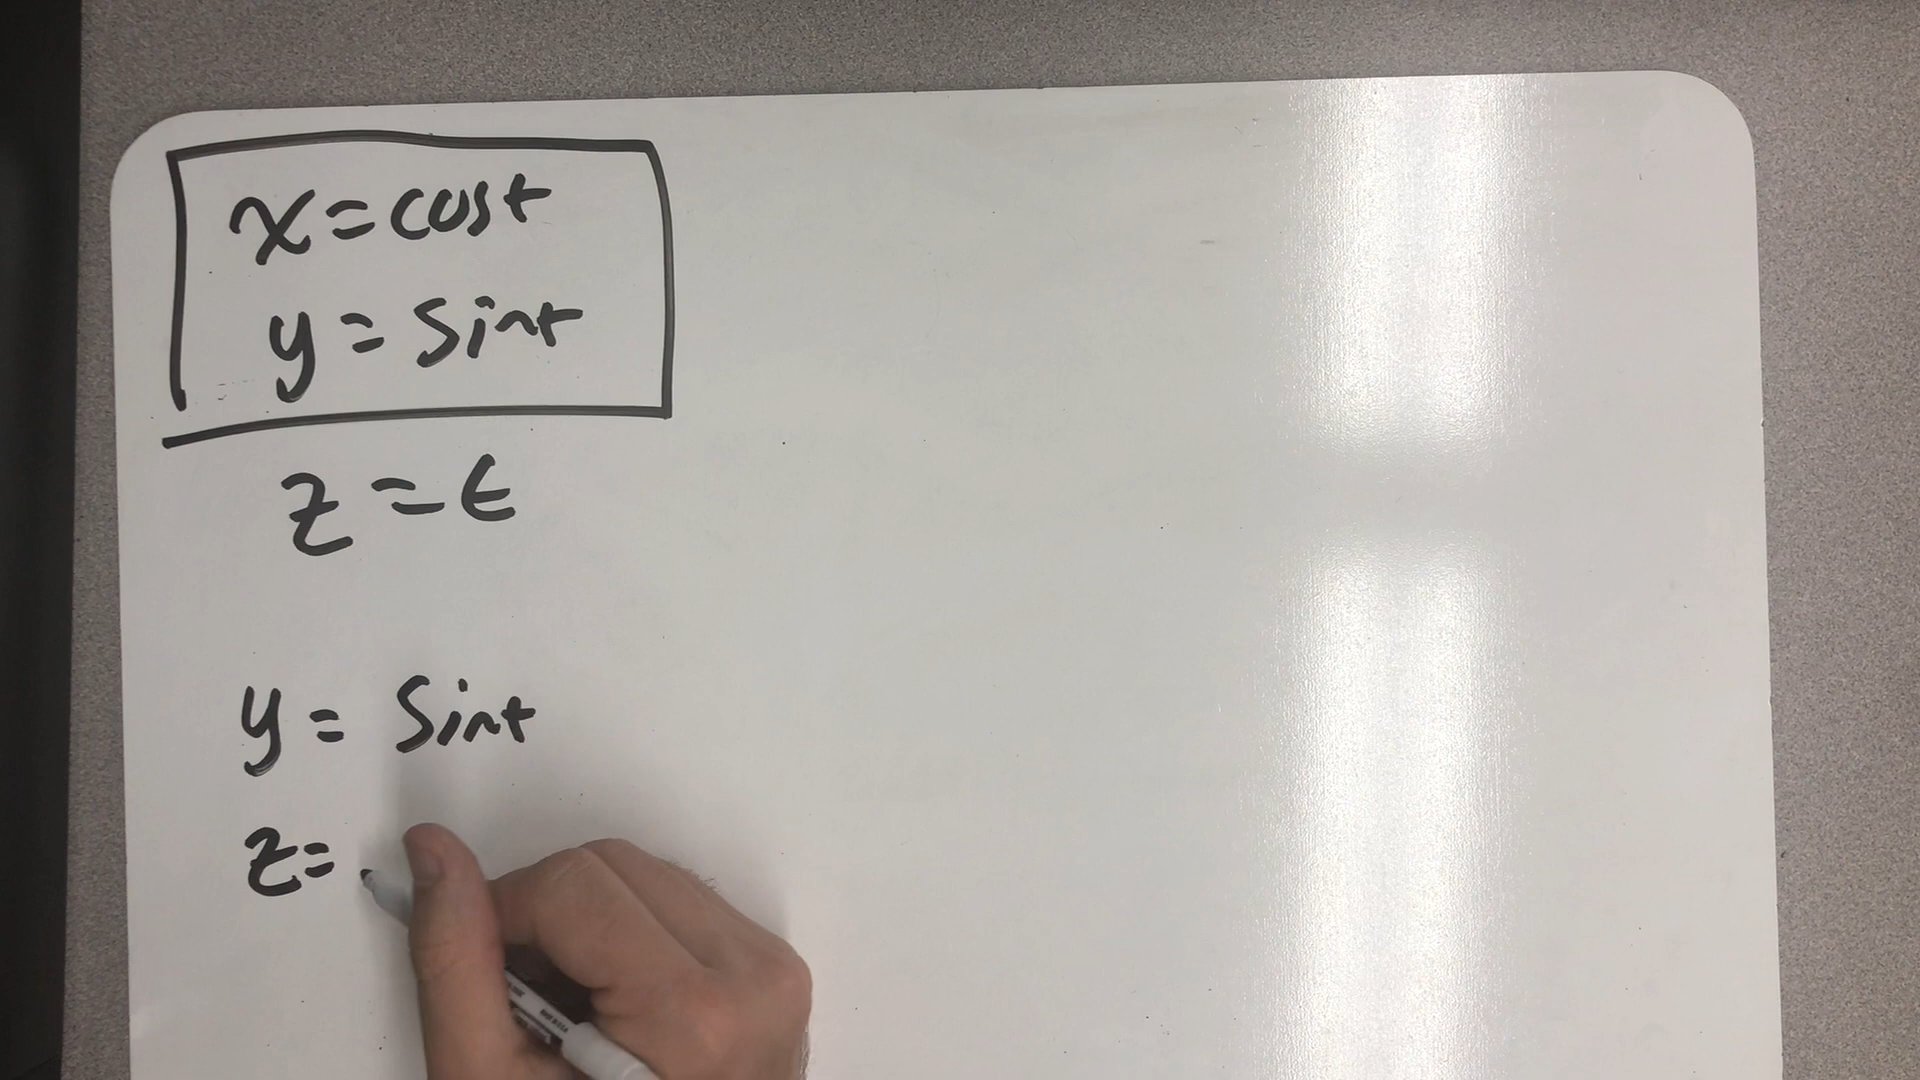 x=cost
y=sint
z=t
y= sint
z=